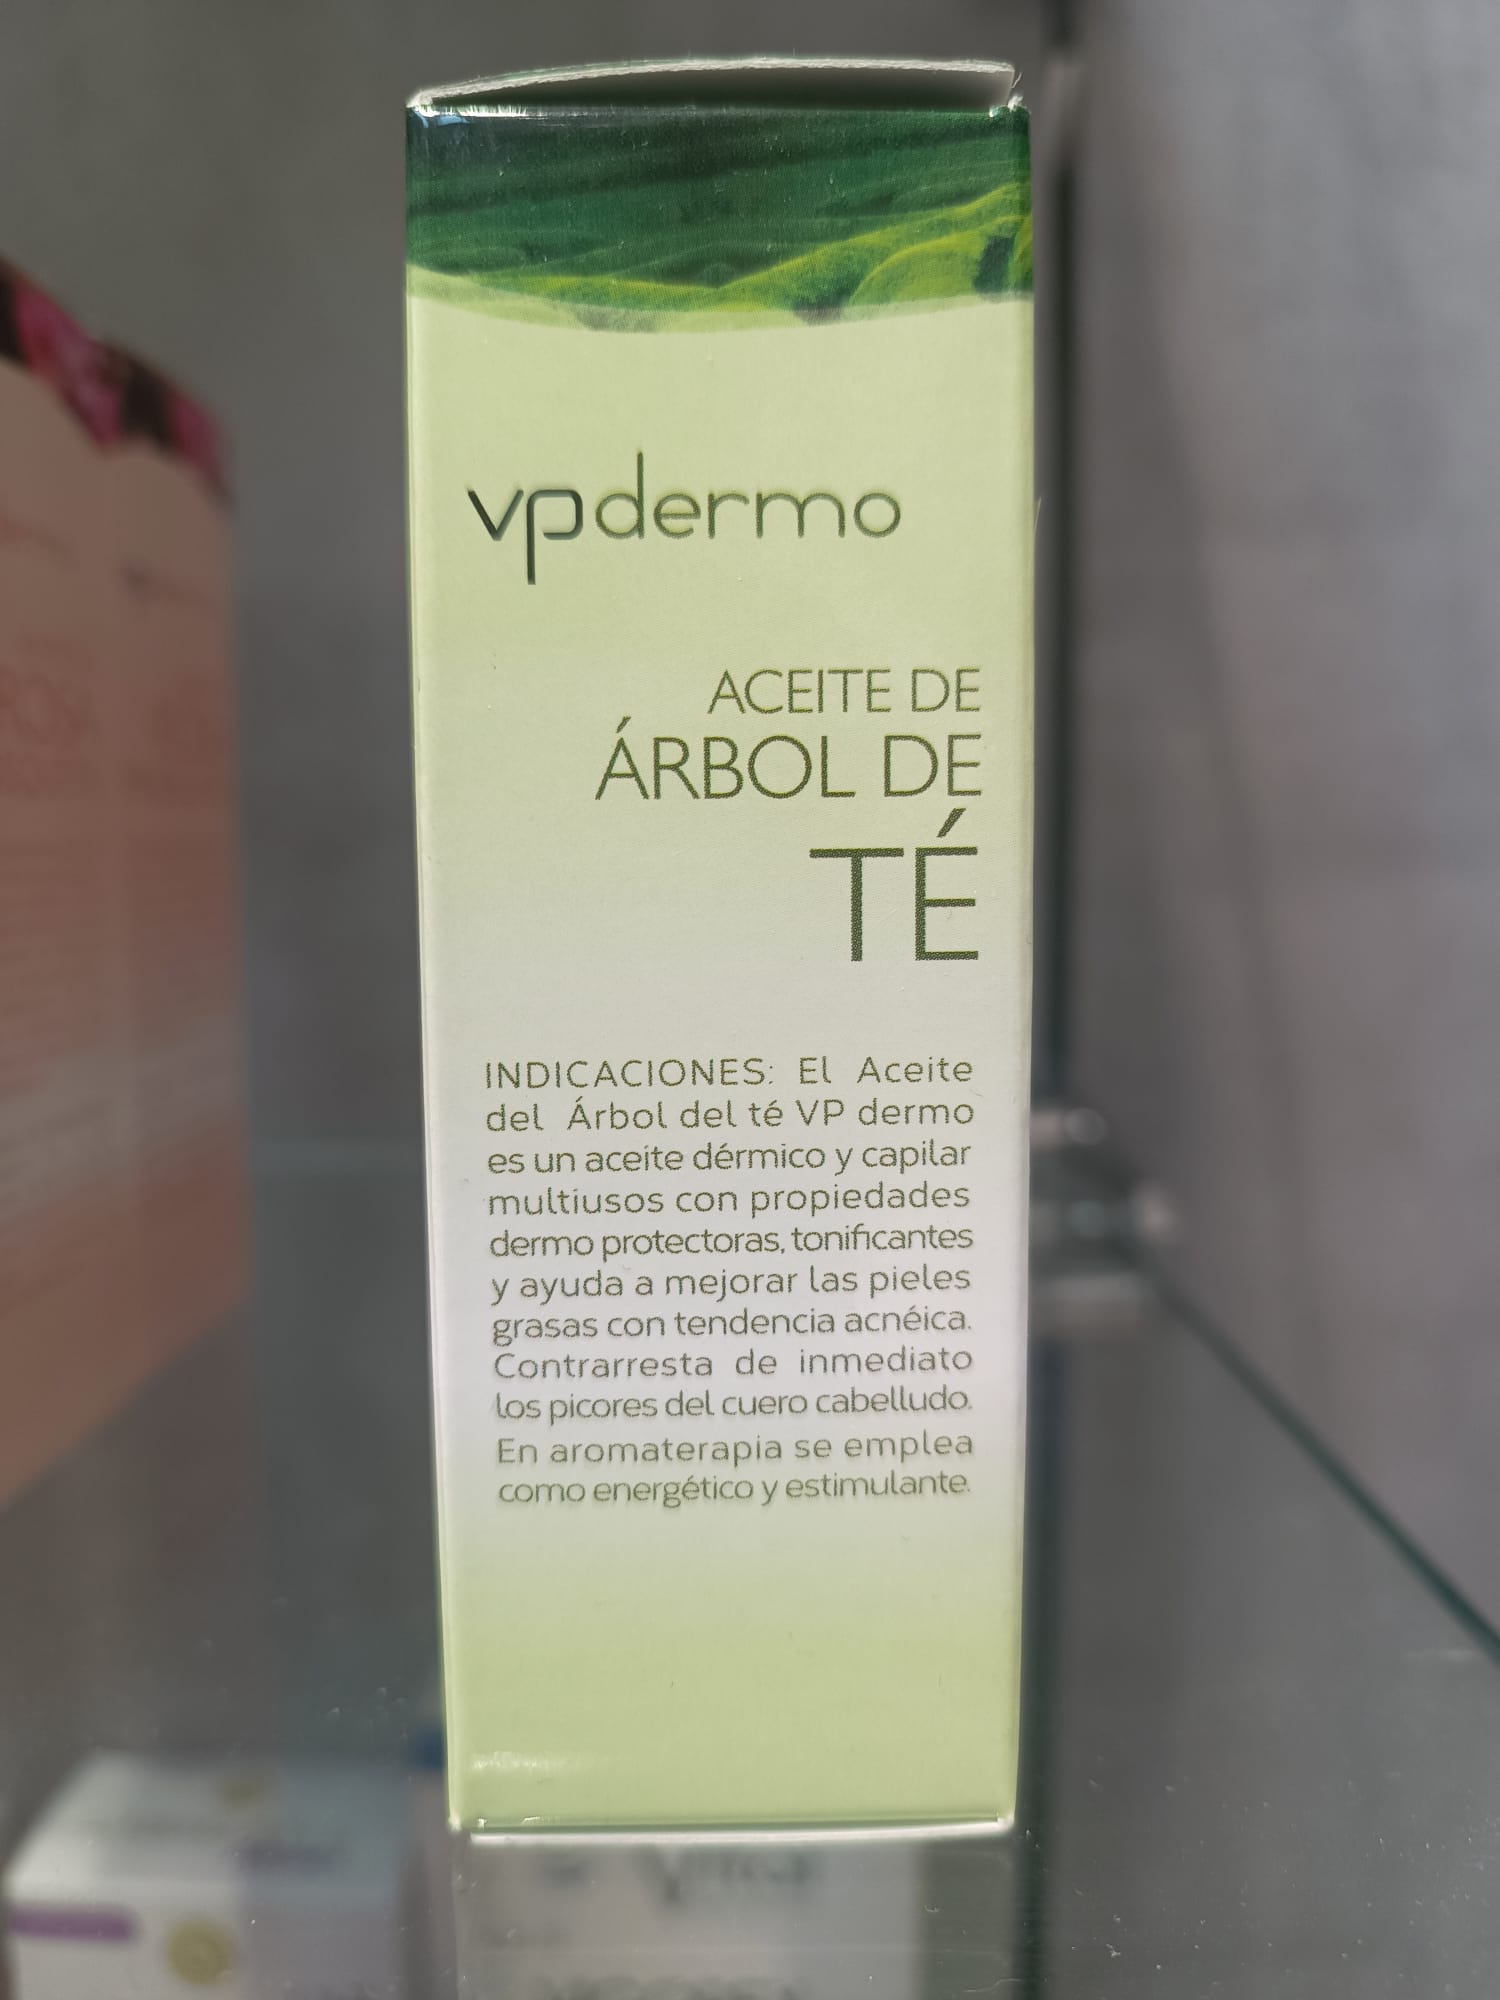 vpdermo
ACEITE DE
ÁRBOL DE
TÉ
INDICACIONES: El Aceite
del Árbol del té VP dermo
es un aceite dérmico y capilar
multiusos con propiedades
dermo protectoras, tonificantes
y ayuda a mejorar las pieles
grasas con tendencia acnéica.
Contrarresta de inmediato
los picores del cuero cabelludo.
En aromaterapia se emplea
como energético y estimulante.